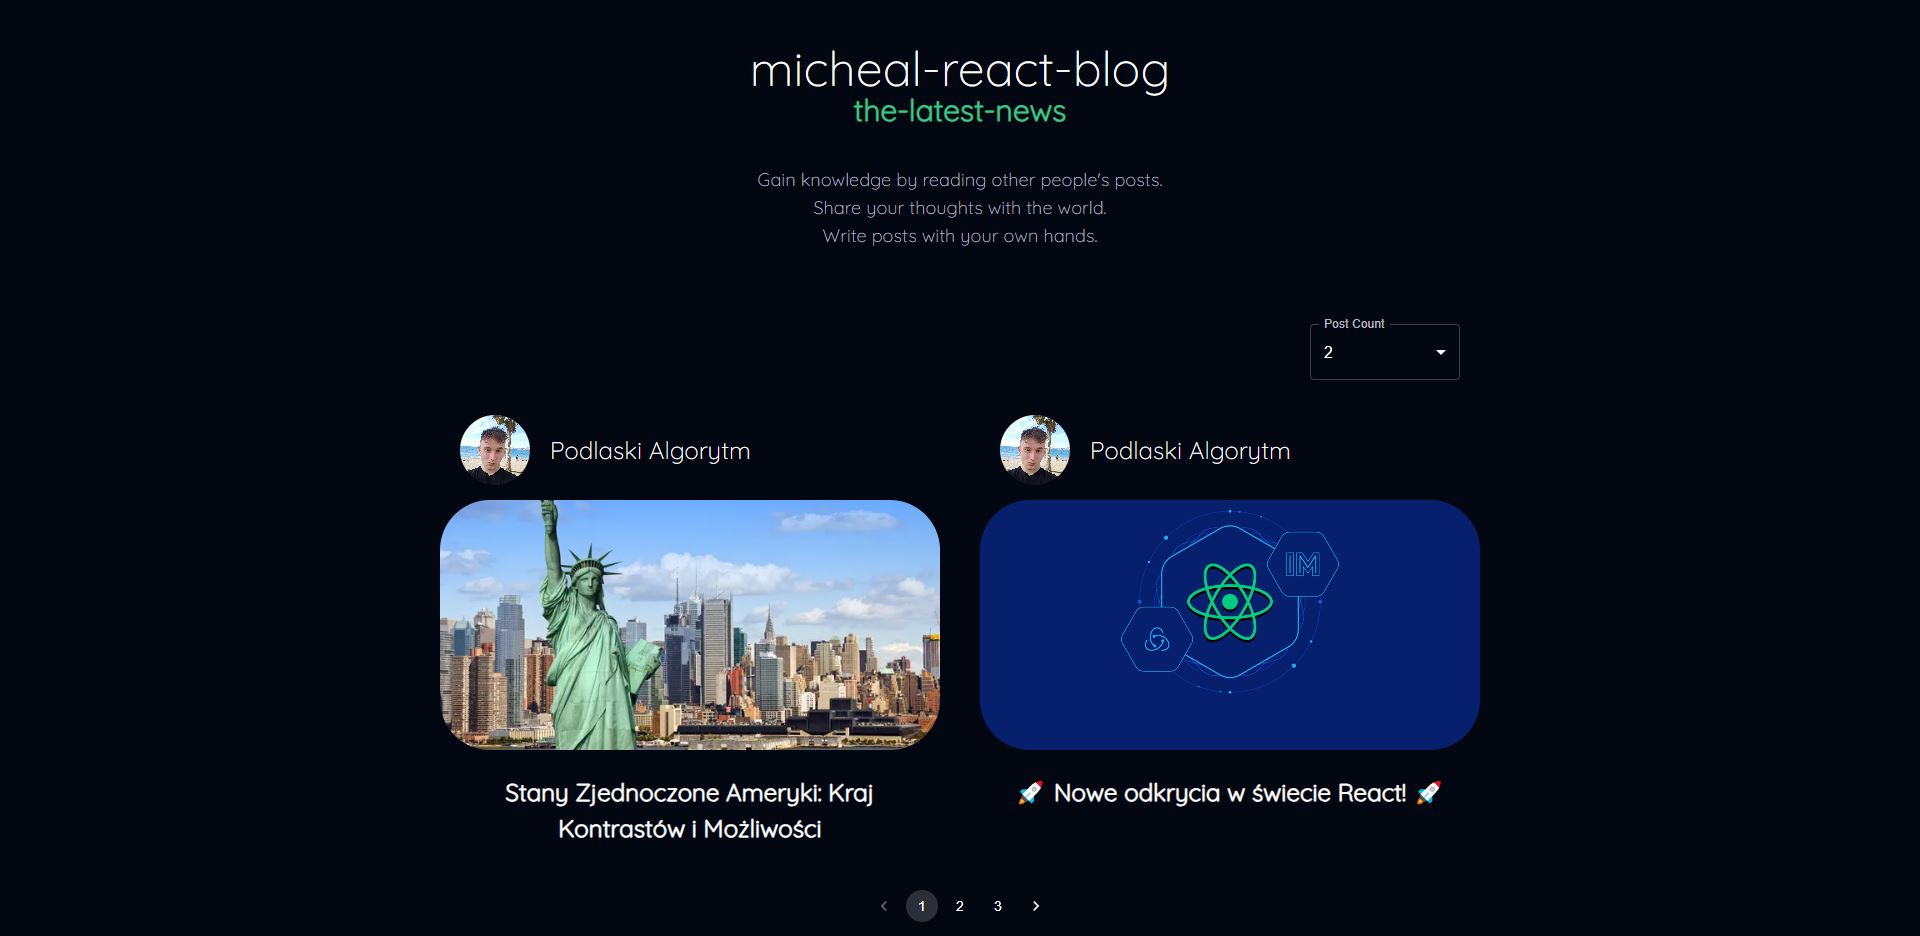 micheal-react-blog
the-latest-news
Gain knowledge by reading other people's posts.
Share your thoughts with the world.
Write posts with your own hands.
Post Count
2
Podlaski Algorytm
Podlaski Algorytm
IM
Stany Zjednoczone Ameryki: Kraj
Kontrastów i Możliwości
🚀 Nowe odkrycia w świecie React! 🚀
1 2 3